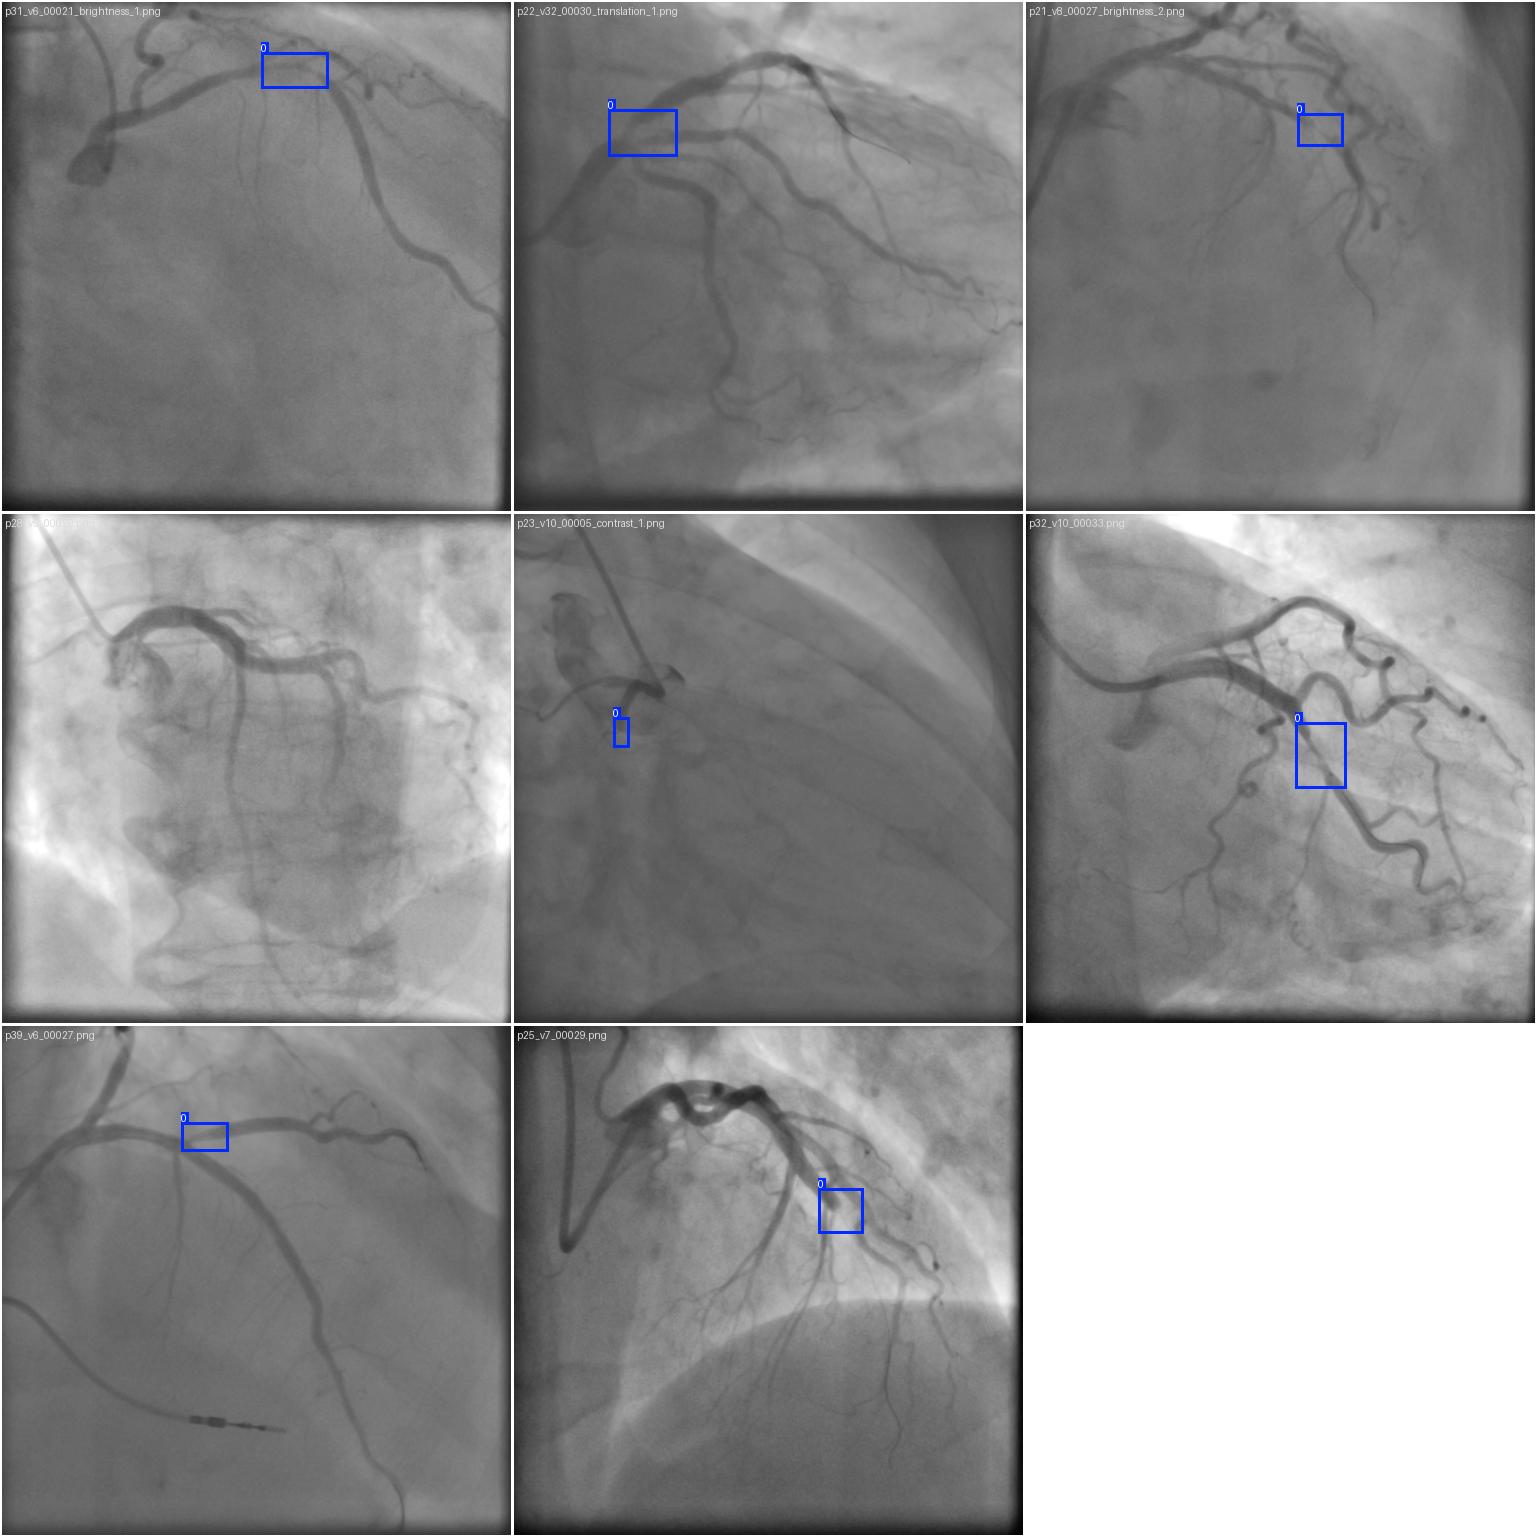 p31_v6_00021_brightness_1.png
p22_v32_00030_translation_1.png
p21_v8_00027_brightness_2.png
0
0
0
p23_v10_00005_contrast_1.png
p32_v10_00033.png
0
0
p39_v6_00027.png
p25_v7_00029.png
0
0